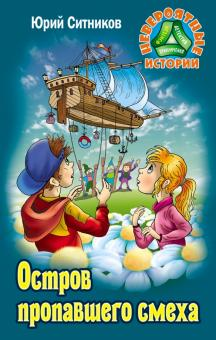 Юрий Ситников
НЕВЕРОЯТНЫЕ
ИСТОРИИ
Остров
пропавшего смеха